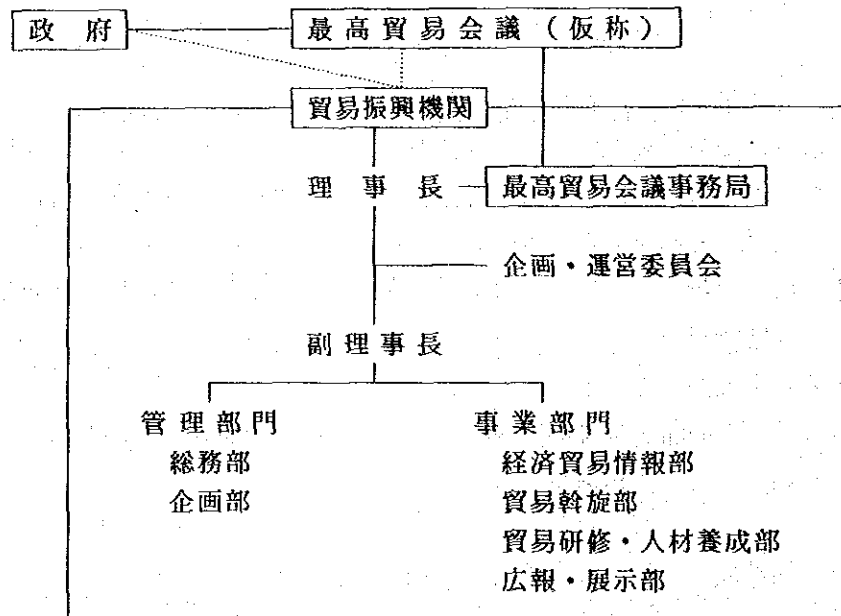 政府 最高貿易会議（仮称）
貿易振興機関
理事長 最高貿易会議事務局
企画・運営委員会
副理事長
管理部門 事業部門
総務部 経済貿易情報部
企画部 貿易斡旋部
貿易研修・人材養成部
広報・展示部